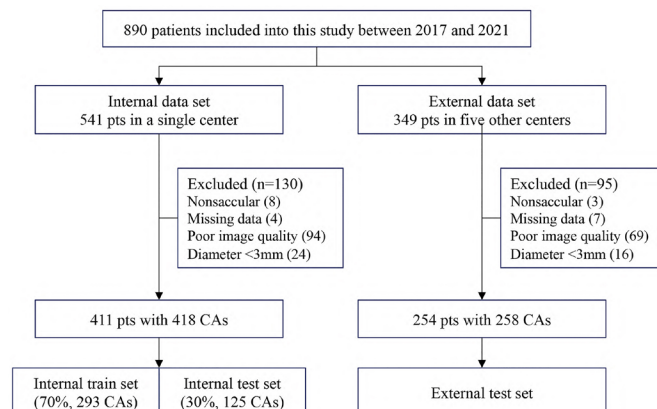 890 patients included into this study between 2017 and 2021
Internal data set
541 pts in a single center
External data set
349 pts in five other centers
Excluded (n=130)
Nonsaccular (8)
Missing data (4)
Poor image quality (94)
Diameter <3mm (24)
Excluded (n=95)
Nonsaccular (3)
Missing data (7)
Poor image quality (69)
Diameter <3mm (16)
411 pts with 418 CAs
254 pts with 258 CAs
Internal train set
(70%, 293 CAs)
Internal test set
(30%, 125 CAs)
External test set